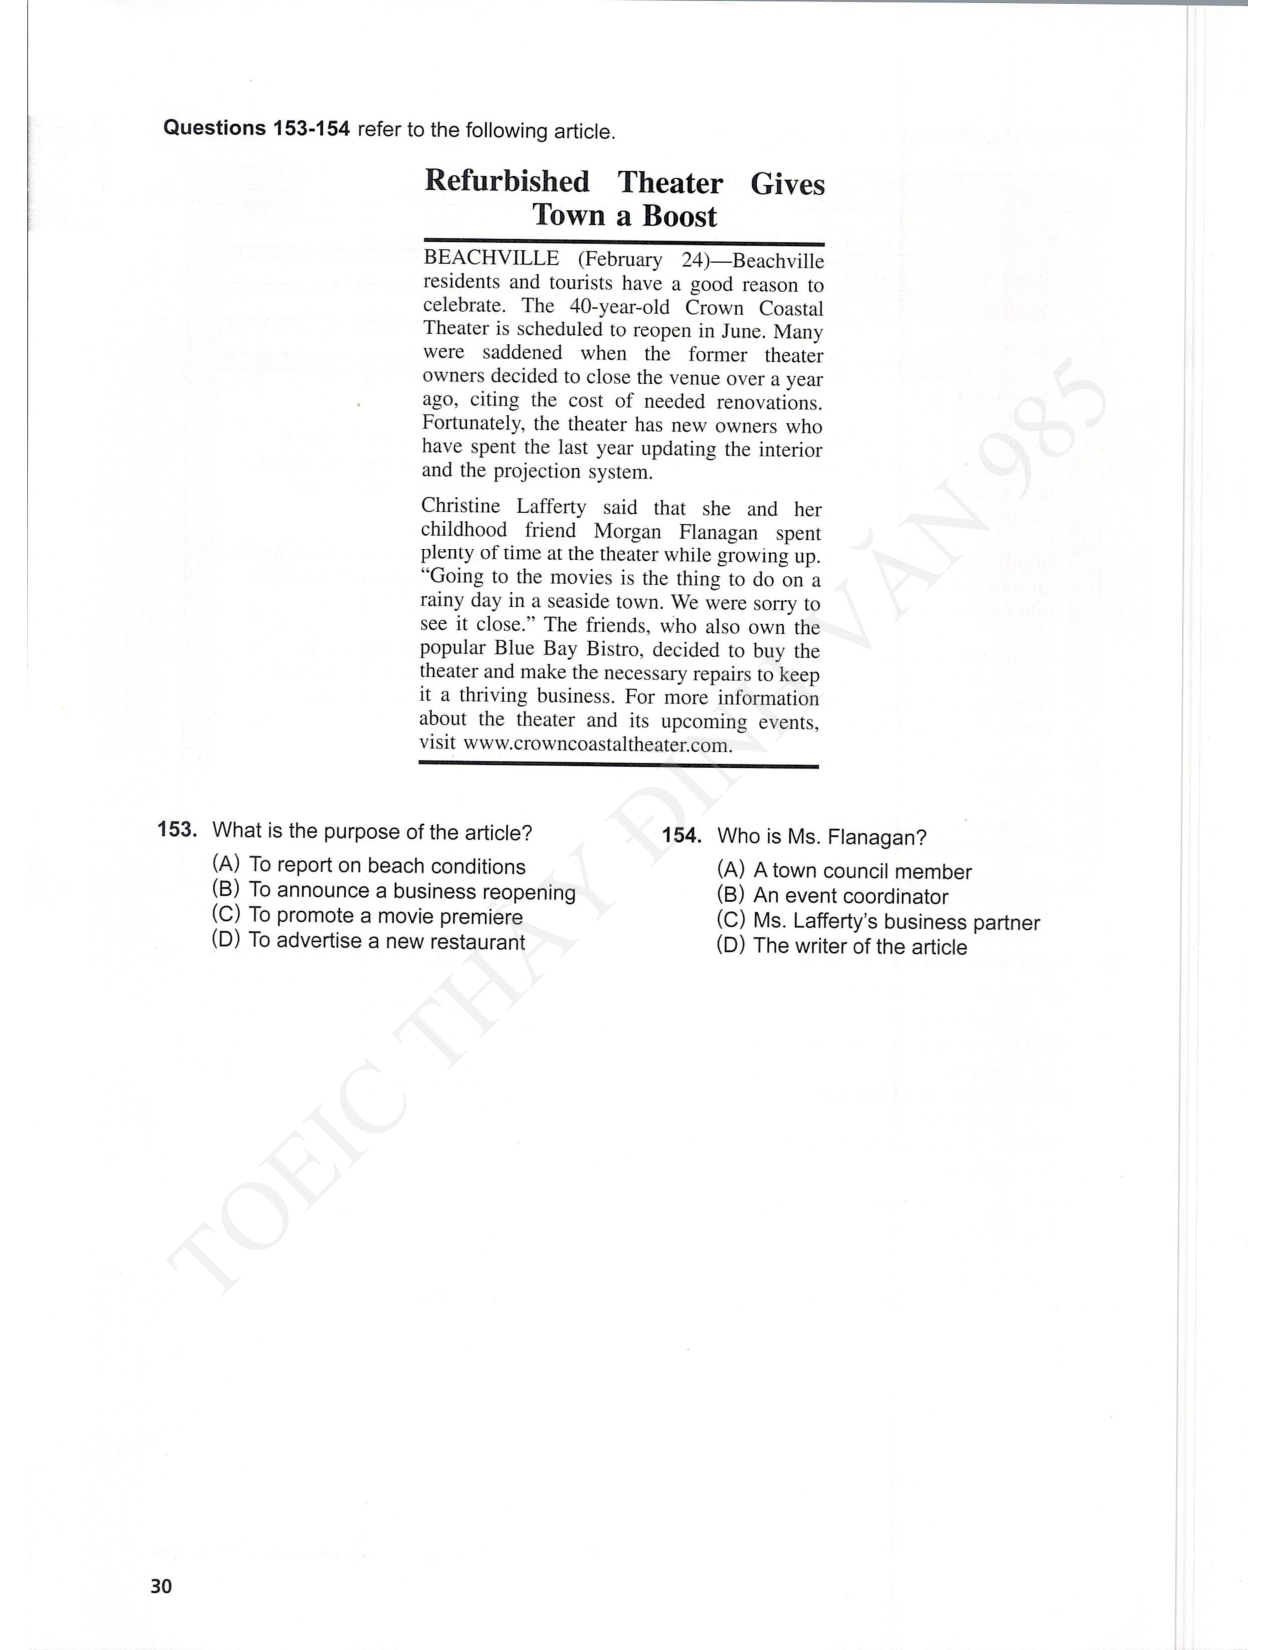 Questions 153-154 refer to the following article.
Refurbished Theater Gives
Town a Boost
BEACHVILLE (February 24)—Beachville
residents and tourists have a good reason to
celebrate. The 40-year-old Crown Coastal
Theater is scheduled to reopen in June. Many
were saddened when the former theater
owners decided to close the venue over a year
ago, citing the cost of needed renovations.
Fortunately, the theater has new owners who
have spent the last year updating the interior
and the projection system.
Christine Lafferty said that she and her
childhood friend Morgan Flanagan spent
plenty of time at the theater while growing up.
“Going to the movies is the thing to do on a
rainy day in a seaside town. We were sorry to
see it close.” The friends, who also own the
popular Blue Bay Bistro, decided to buy the
theater and make the necessary repairs to keep
it a thriving business. For more information
about the theater and its upcoming events,
visit www.crowncoastaltheater.com.
153. What is the purpose of the article?
(A) To report on beach conditions
(B) To announce a business reopening
(C) To promote a movie premiere
(D) To advertise a new restaurant
154. Who is Ms. Flanagan?
(A) A town council member
(B) An event coordinator
(C) Ms. Lafferty’s business partner
(D) The writer of the article
TOEIC THẦY ĐINH VĂN 985
30